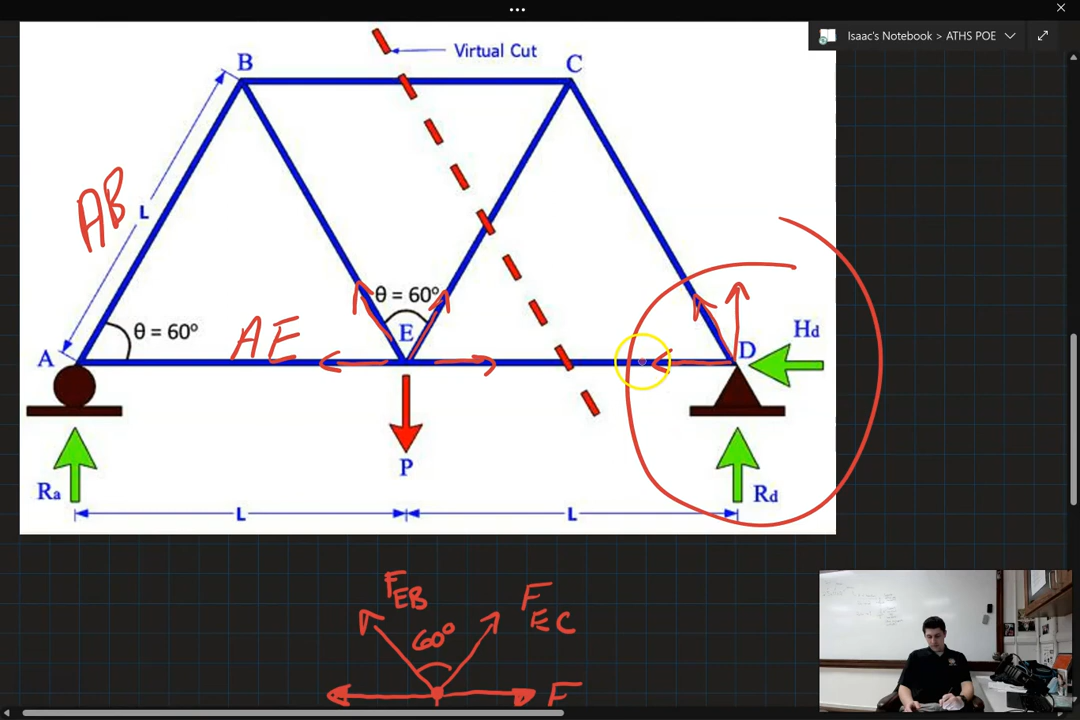 ...
Isaac's Notebook > ATHS POE
Virtual Cut
B
C
AB
L
θ = 60°
θ = 60°
AE
E
A
D
Hd
P
Ra
Rd
L
L
FEB
FEC
60°
F